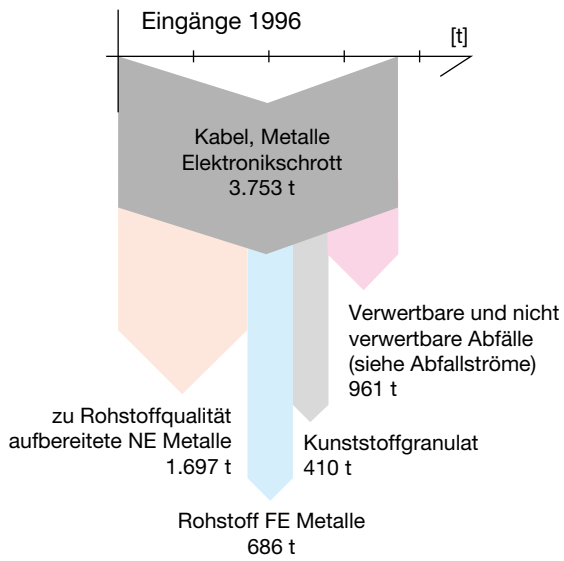 Eingänge 1996
[t]
Kabel, Metalle
Elektronikschrott
3.753 t
Verwertbare und nicht
verwertbare Abfälle
(siehe Abfallströme)
961 t
zu Rohstoffqualität
aufbereitete NE Metalle
1.697 t
Kunststoffgranulat
410 t
Rohstoff FE Metalle
686 t